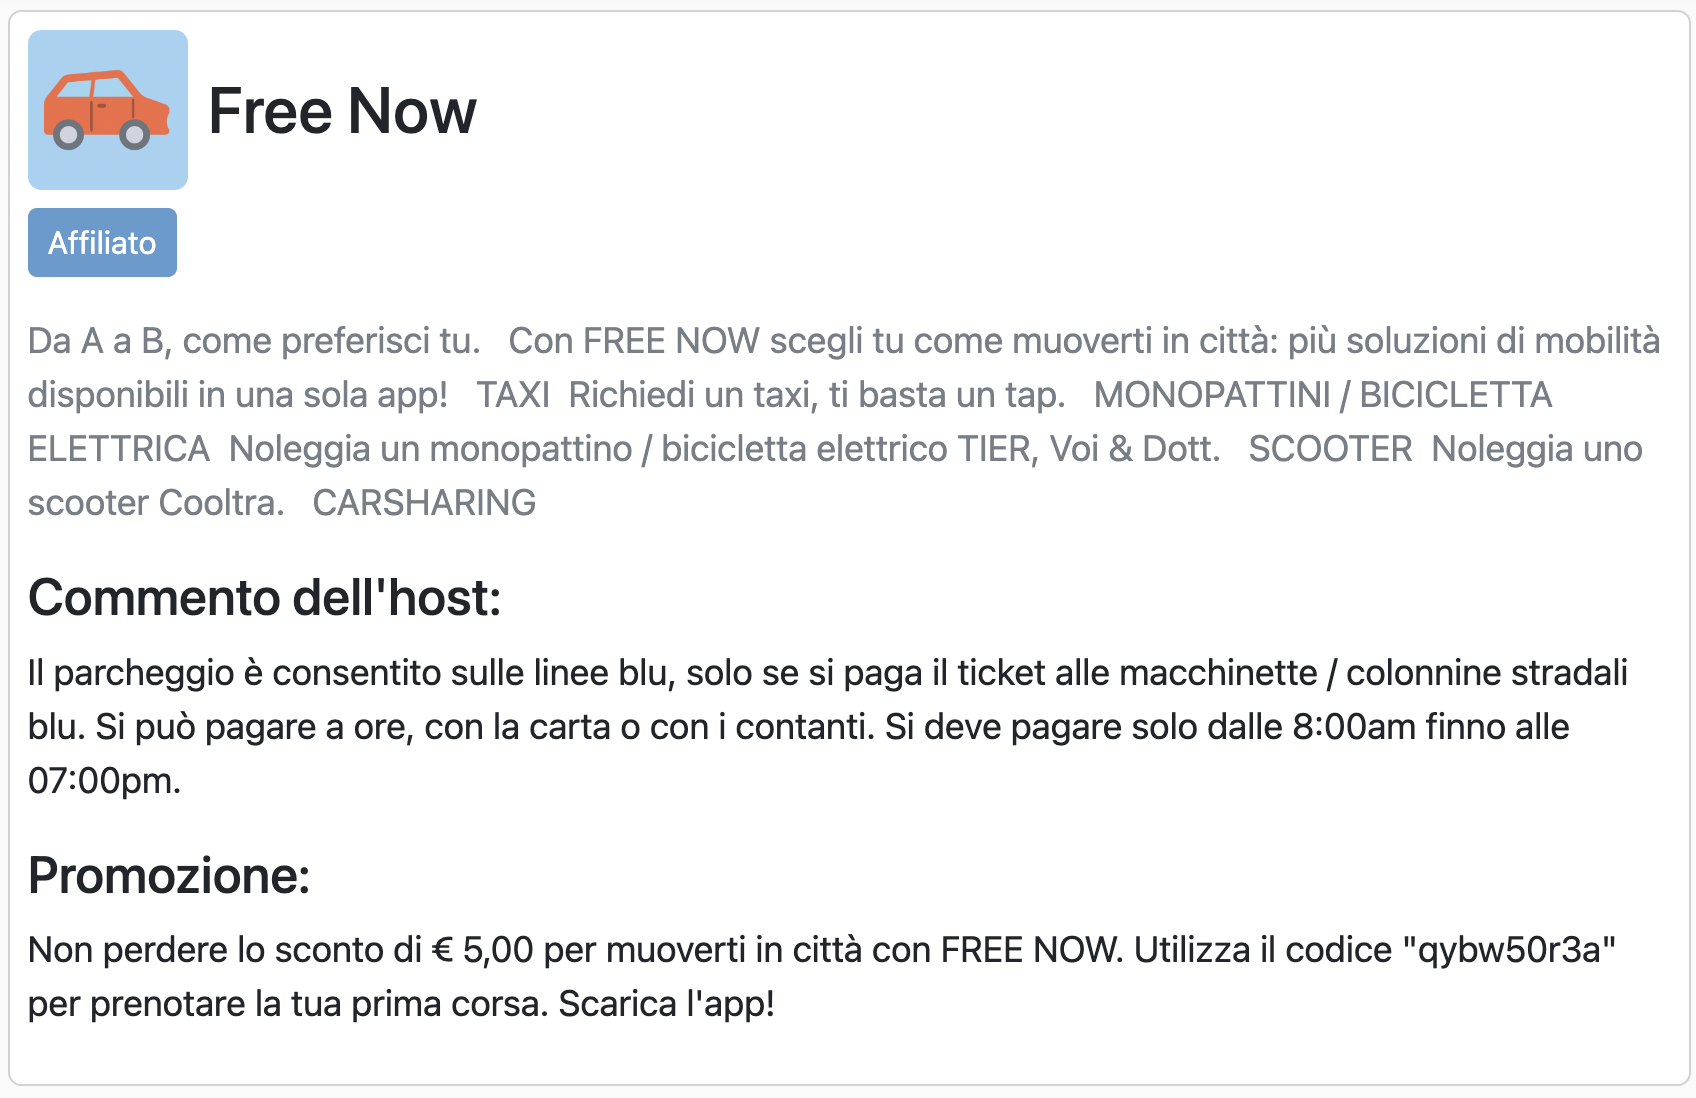 Free Now
Affiliato
Da A a B, come preferisci tu.   Con FREE NOW scegli tu come muoverti in città: più soluzioni di mobilità
disponibili in una sola app!   TAXI  Richiedi un taxi, ti basta un tap.   MONOPATTINI / BICICLETTA
ELETTRICA  Noleggia un monopattino / bicicletta elettrico TIER, Voi & Dott.   SCOOTER  Noleggia uno
scooter Cooltra.   CARSHARING
Commento dell'host:
Il parcheggio è consentito sulle linee blu, solo se si paga il ticket alle macchinette / colonnine stradali
blu. Si può pagare a ore, con la carta o con i contanti. Si deve pagare solo dalle 8:00am finno alle
07:00pm.
Promozione:
Non perdere lo sconto di € 5,00 per muoverti in città con FREE NOW. Utilizza il codice "qybw50r3a"
per prenotare la tua prima corsa. Scarica l'app!